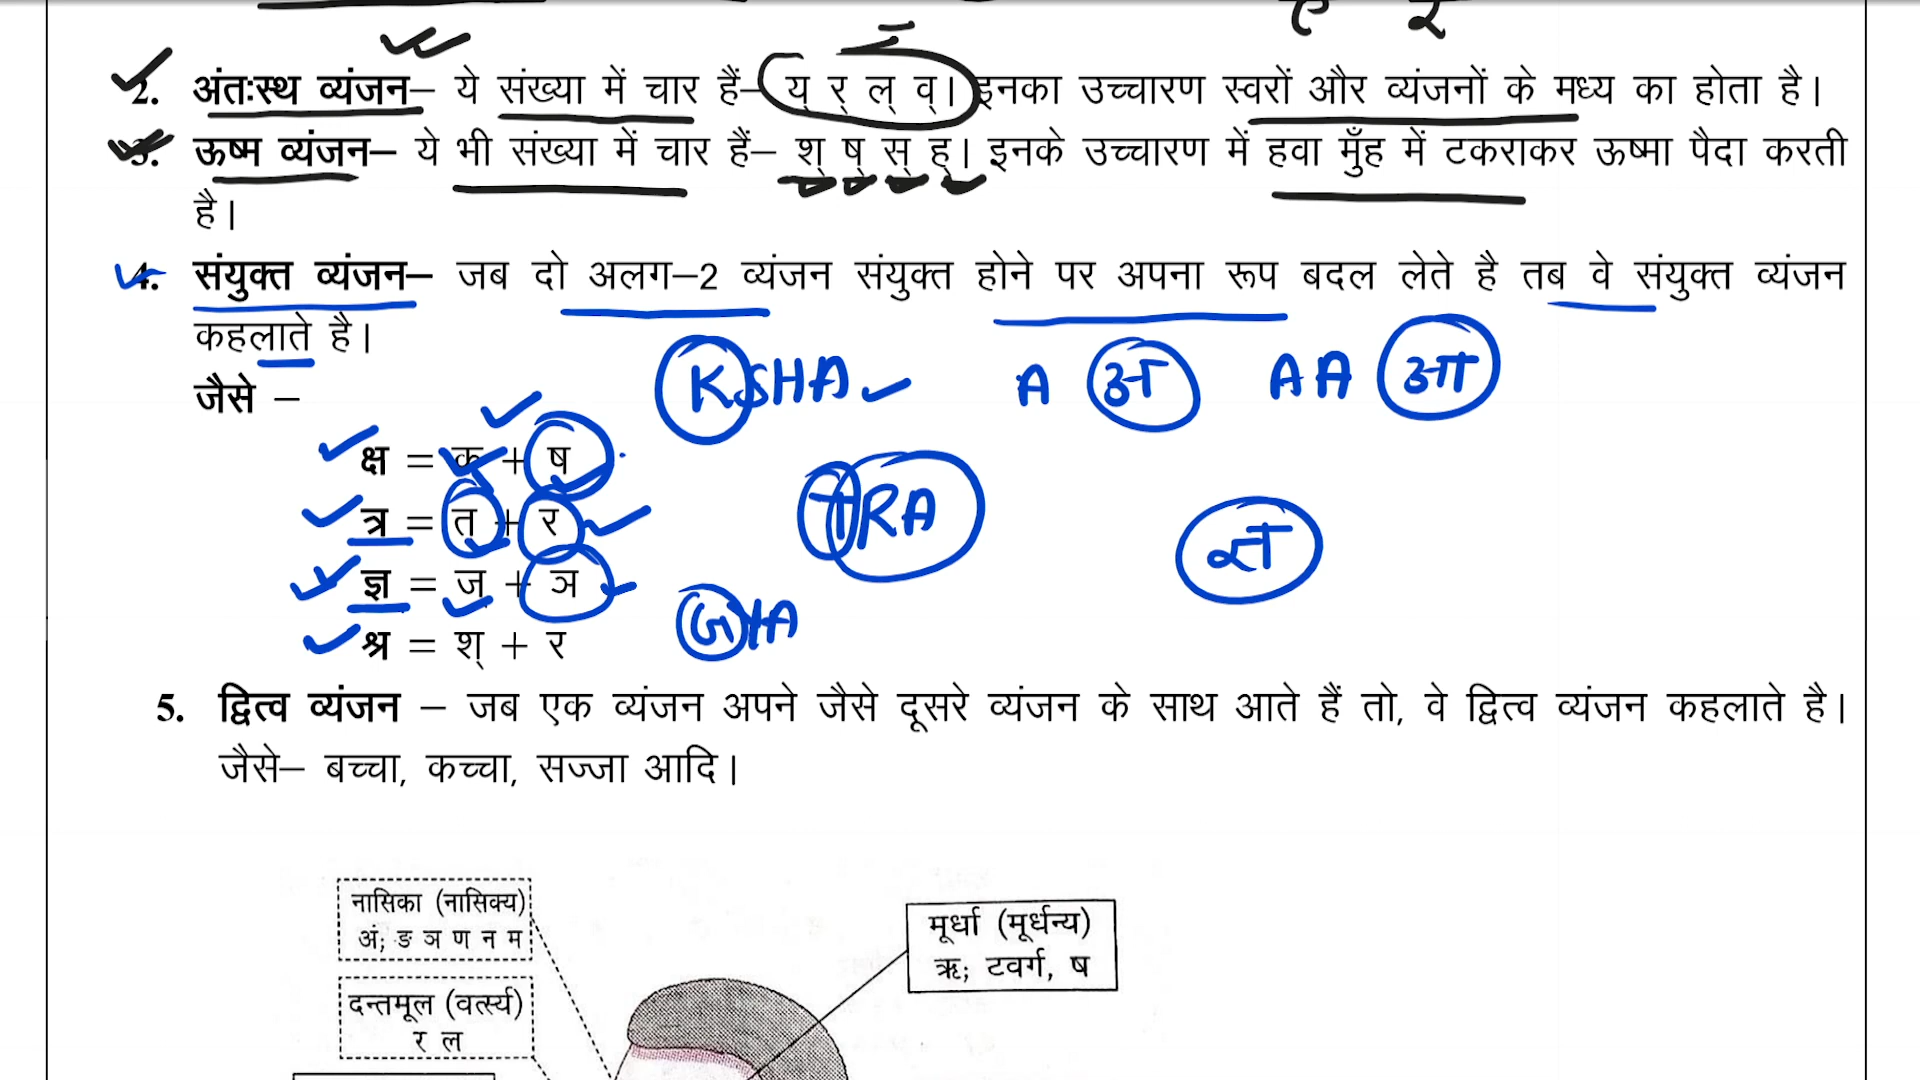 2. अंतःस्थ व्यंजन– ये संख्या में चार हैं– य् र् ल् व्। इनका उच्चारण स्वरों और व्यंजनों के मध्य का होता है।
3. ऊष्म व्यंजन– ये भी संख्या में चार हैं– श् ष् स् ह्। इनके उच्चारण में हवा मुँह में टकराकर ऊष्मा पैदा करती
है।
4. संयुक्त व्यंजन– जब दो अलग–2 व्यंजन संयुक्त होने पर अपना रूप बदल लेते है तब वे संयुक्त व्यंजन
कहलाते है।
KSHA A अ AA आ
जैसे –
क्ष = क् + ष
त्र = त् + र TRA
ज्ञ = ज् + ञ
श्र = श् + र GYA
5. द्वित्व व्यंजन – जब एक व्यंजन अपने जैसे दूसरे व्यंजन के साथ आते हैं तो, वे द्वित्व व्यंजन कहलाते है।
जैसे– बच्चा, कच्चा, सज्जा आदि।
नासिका (नासिक्य)
अं; ङ ञ ण न म
मूर्धा (मूर्धन्य)
ऋ; टवर्ग, ष
दन्तमूल (वर्त्स्य)
र ल